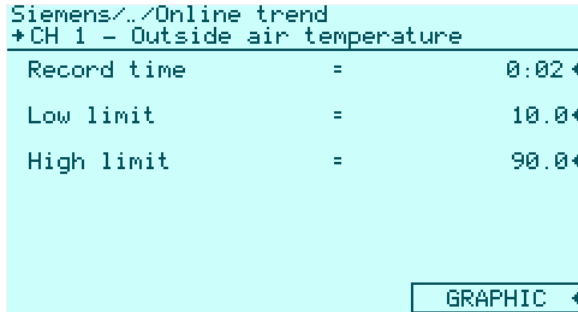 Siemens/../Online trend
→CH 1 – Outside air temperature
Record time = 0:02
Low limit = 10.0
High limit = 90.0
GRAPHIC